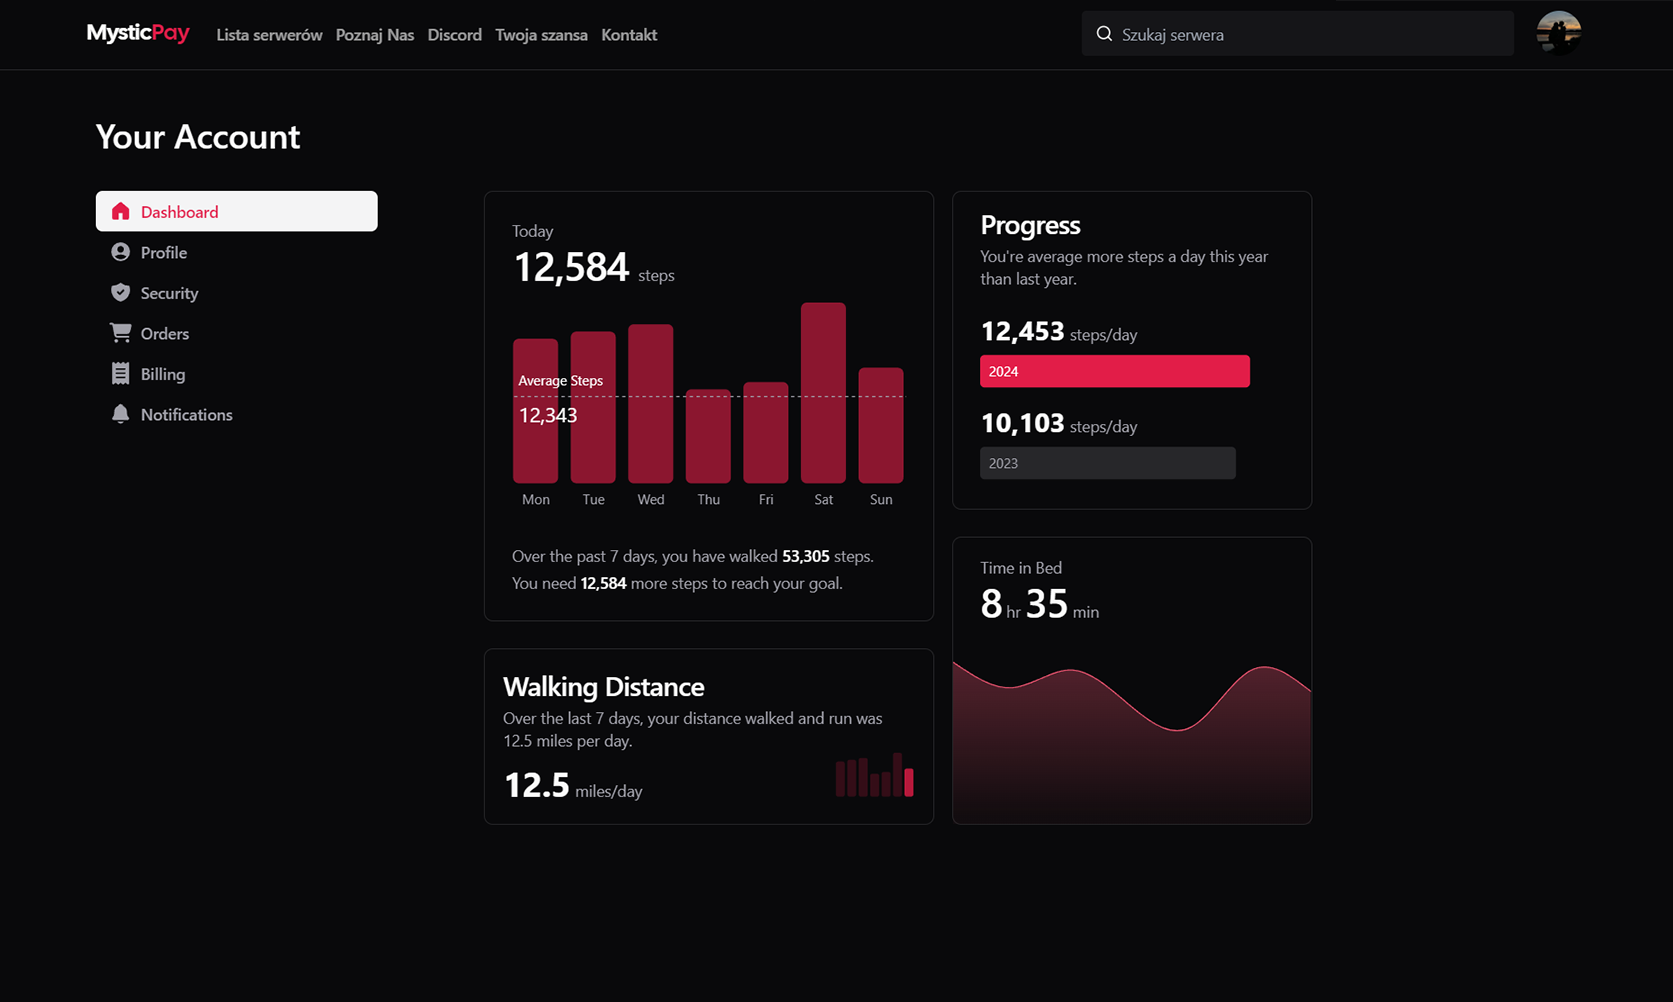 MysticPay
Lista serwerów Poznaj Nas Discord Twoja szansa Kontakt
Szukaj serwera
Your Account
Dashboard
Profile
Security
Orders
Billing
Notifications
Today
12,584 steps
Average Steps
12,343
Mon Tue Wed Thu Fri Sat Sun
Over the past 7 days, you have walked 53,305 steps.
You need 12,584 more steps to reach your goal.
Walking Distance
Over the last 7 days, your distance walked and run was
12.5 miles per day.
12.5 miles/day
Progress
You're average more steps a day this year
than last year.
12,453 steps/day
2024
10,103 steps/day
2023
Time in Bed
8 hr 35 min